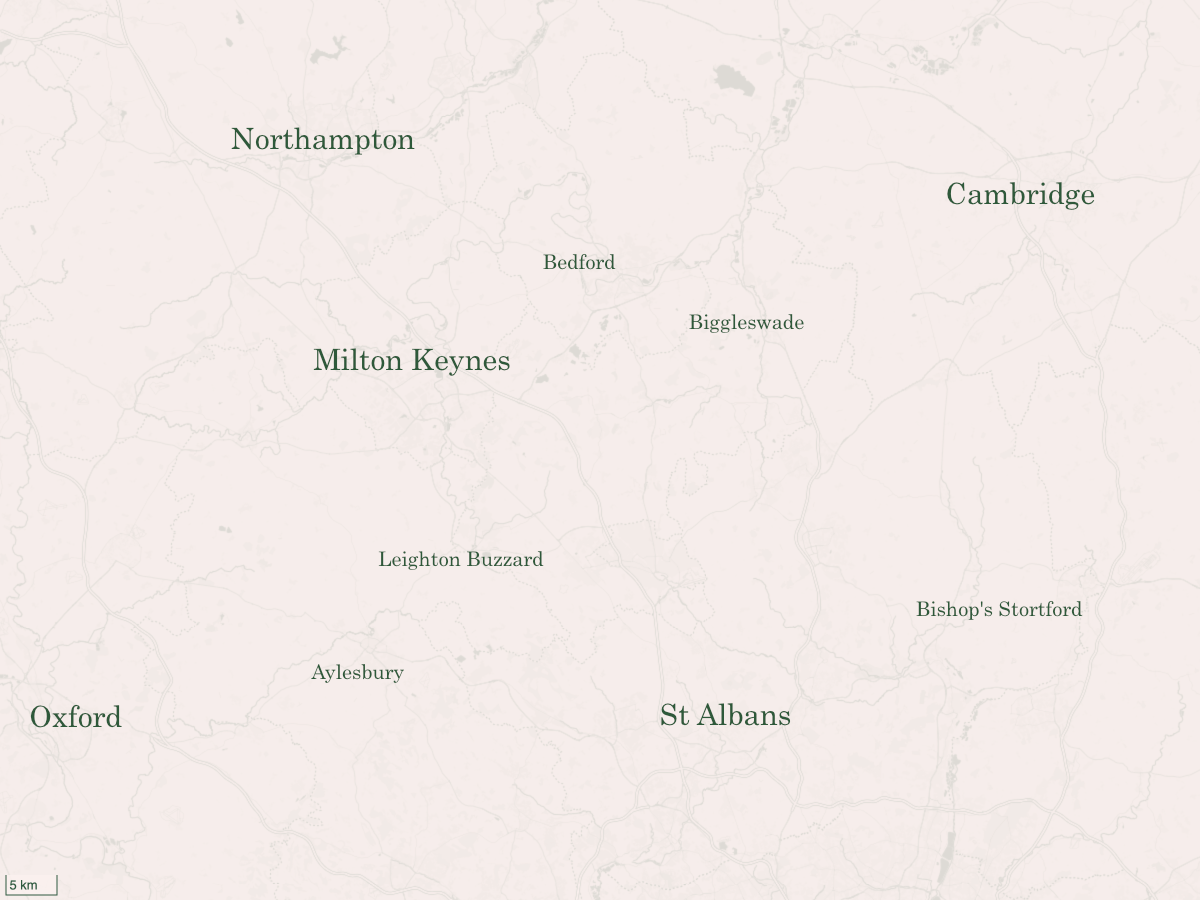 Northampton
Cambridge
Bedford
Biggleswade
Milton Keynes
Leighton Buzzard
Bishop's Stortford
Aylesbury
Oxford
St Albans
5 km